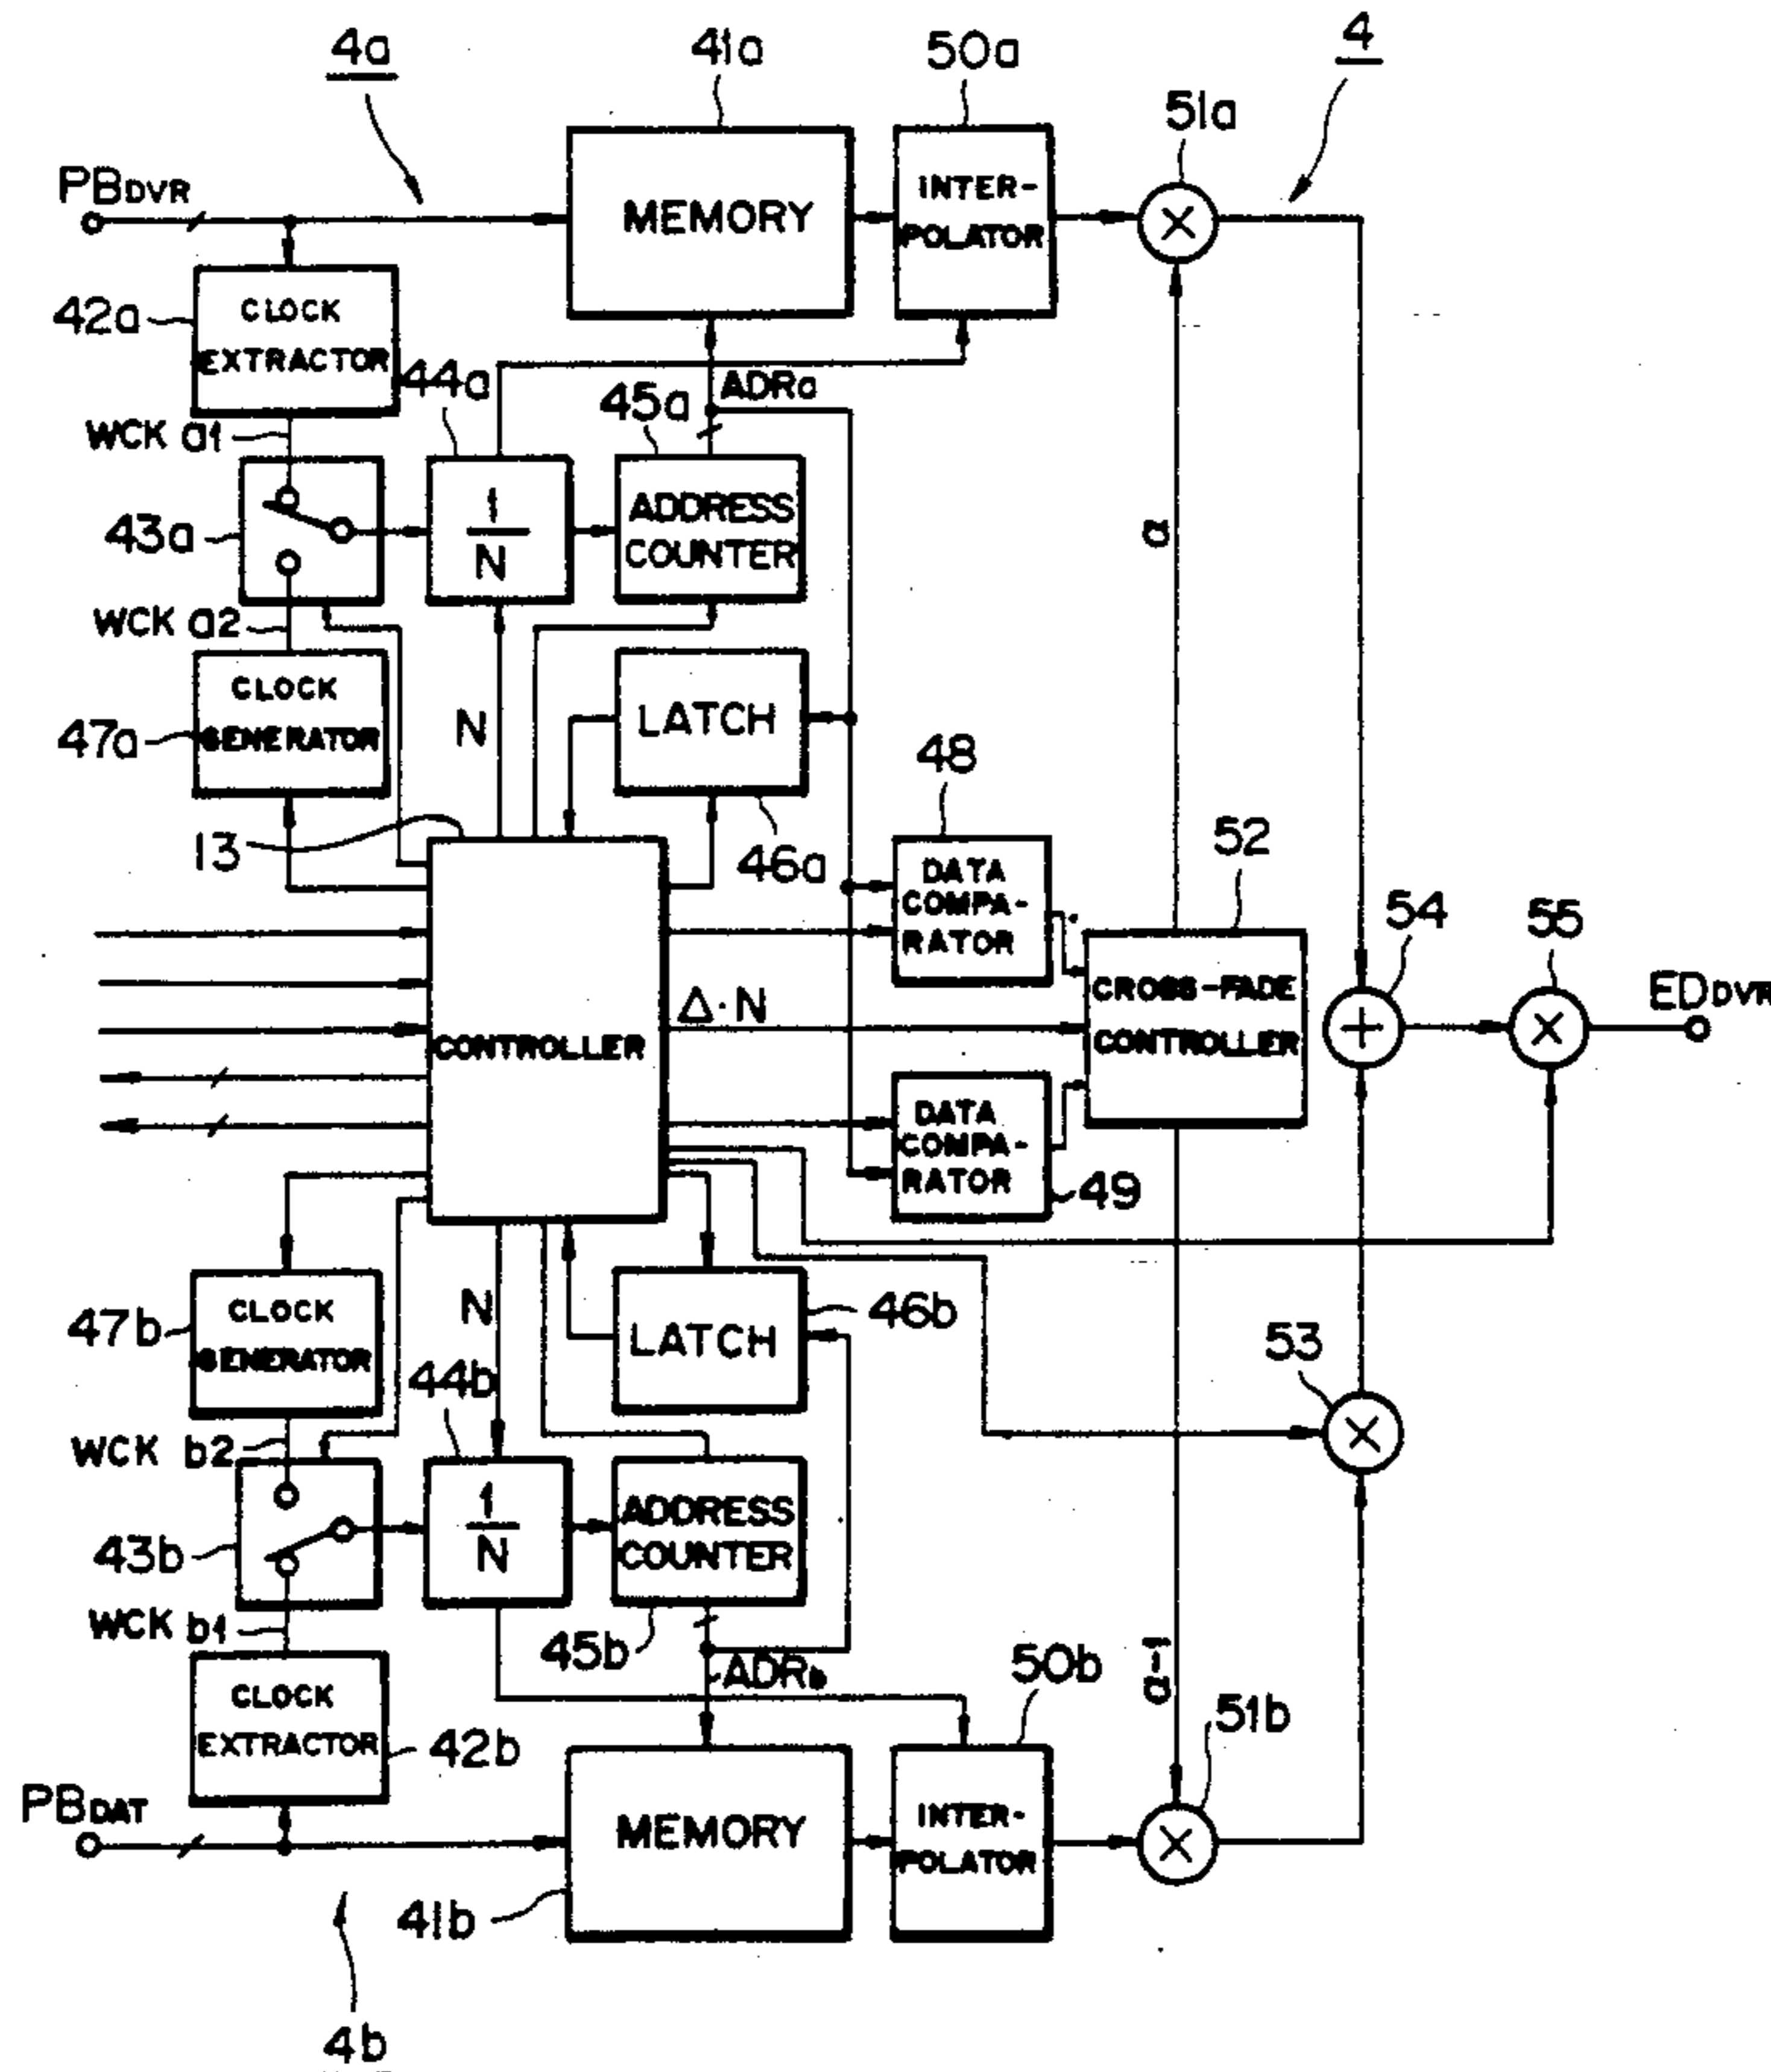 4a
41a
50a
4
51a
PBDVR
MEMORY
INTER-
POLATOR
42a
CLOCK
EXTRACTOR
44a
45a
ADRa
WCK a1
43a
1
N
ADDRESS
COUNTER
α
WCK a2
CLOCK
GENERATOR
47a
N
LATCH
48
13
46a
DATA
COMPA-
RATOR
52
54
55
CROSS-FADE
CONTROLLER
EDDVR
Δ·N
CONTROLLER
DATA
COMPA-
RATOR
49
47b
CLOCK
GENERATOR
N
LATCH
46b
53
44b
WCK b2
43b
1
N
ADDRESS
COUNTER
WCK b1
45b
ADRb
50b
α-1
51b
CLOCK
EXTRACTOR
42b
PBDAT
MEMORY
INTER-
POLATOR
41b
4b